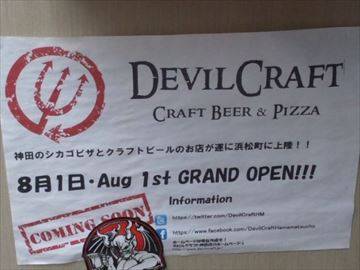 DEVILCRAFT
CRAFT BEER & PIZZA
神田のシカゴピザとクラフトビールのお店が遂に浜松町に上陸！！
8月1日・Aug 1st GRAND OPEN!!!
Information
COMING SOON
https://twitter.com/DevilCraftHM
https://www.facebook.com/DevilCraftHamamatsucho